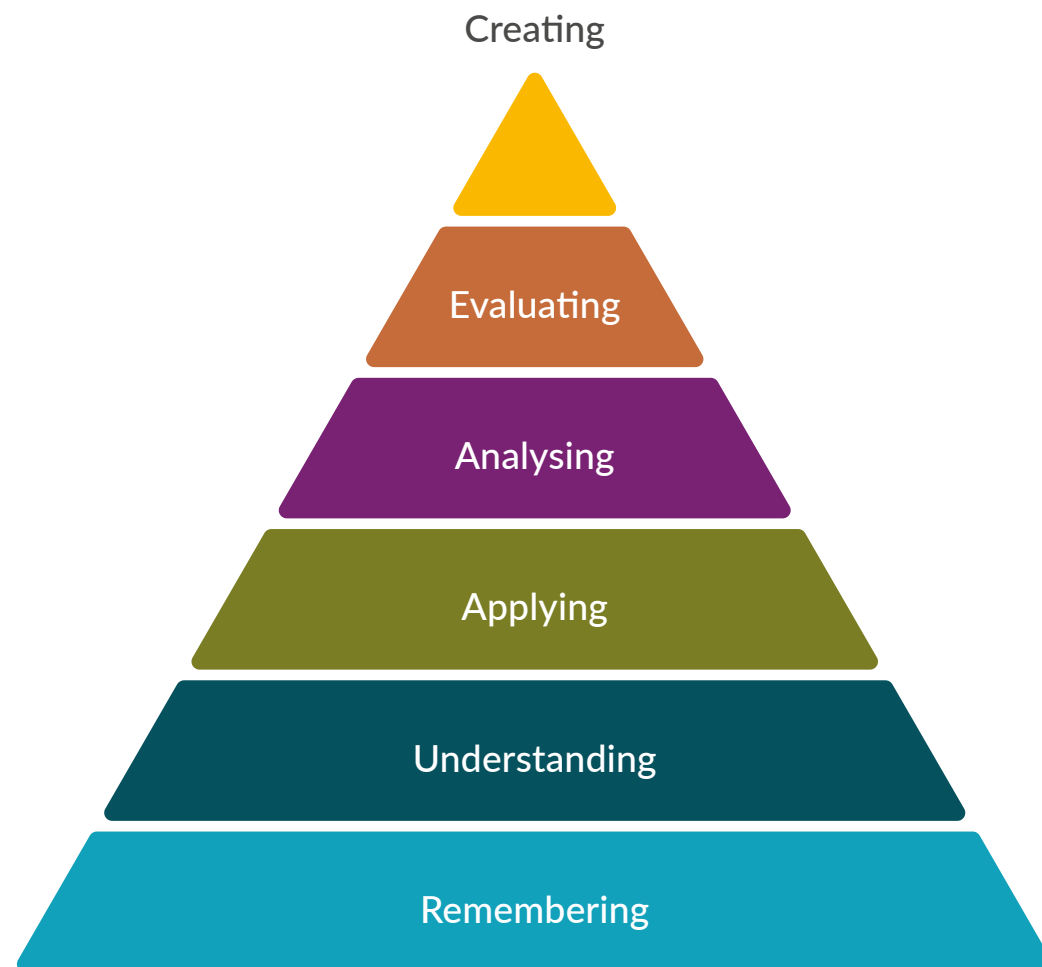 Creating
Evaluating
Analysing
Applying
Understanding
Remembering